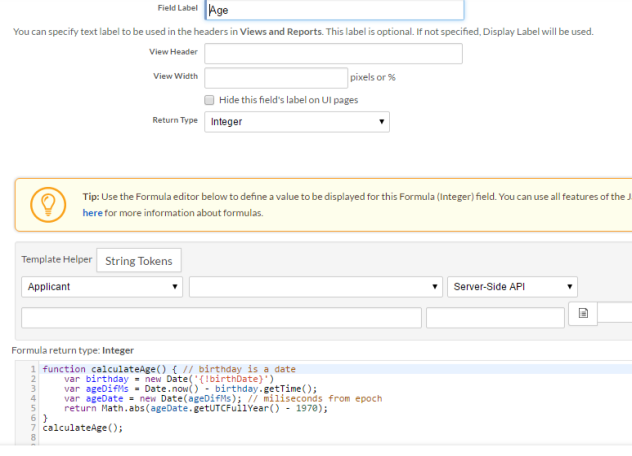 Field Label Age
You can specify text label to be used in the headers in Views and Reports. This label is optional. If not specified, Display Label will be used.
View Header
View Width pixels or %
Hide this field's label on UI pages
Return Type Integer
Tip: Use the Formula editor below to define a value to be displayed for this Formula (Integer) field. You can use all features of the J
here for more information about formulas.
Template Helper String Tokens
Applicant Server-Side API
Formula return type: Integer
1 function calculateAge() { // birthday is a date
2 var birthday = new Date('{!birthDate}')
3 var ageDifMs = Date.now() - birthday.getTime();
4 var ageDate = new Date(ageDifMs); // miliseconds from epoch
5 return Math.abs(ageDate.getUTCFullYear() - 1970);
6 }
7 calculateAge();
8